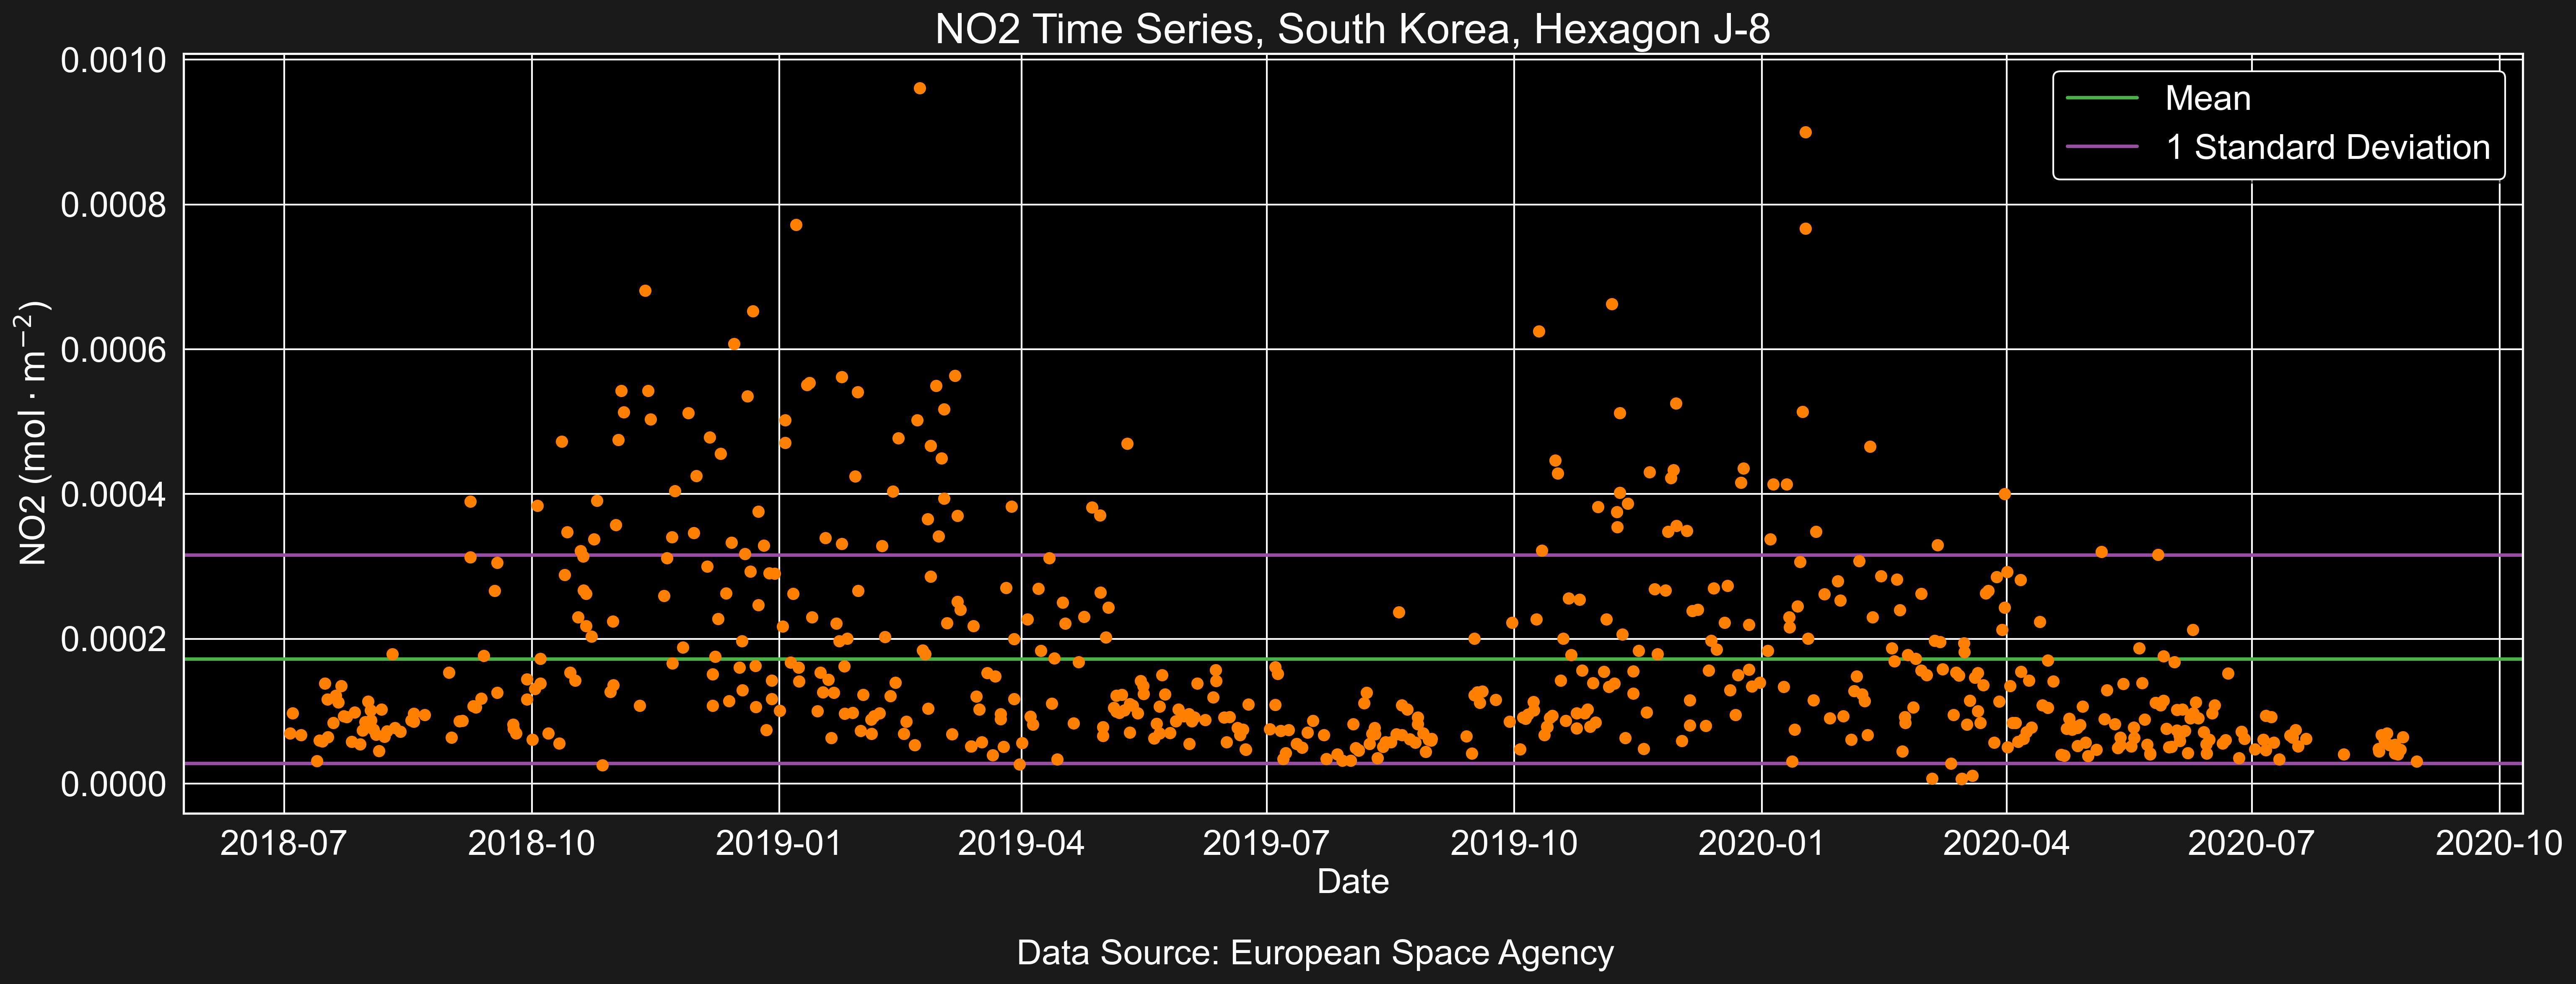 NO2 Time Series, South Korea, Hexagon J-8
Mean
1 Standard Deviation
NO2 (mol · m⁻²)
0.0010
0.0008
0.0006
0.0004
0.0002
0.0000
2018-07 2018-10 2019-01 2019-04 2019-07 2019-10 2020-01 2020-04 2020-07 2020-10
Date
Data Source: European Space Agency